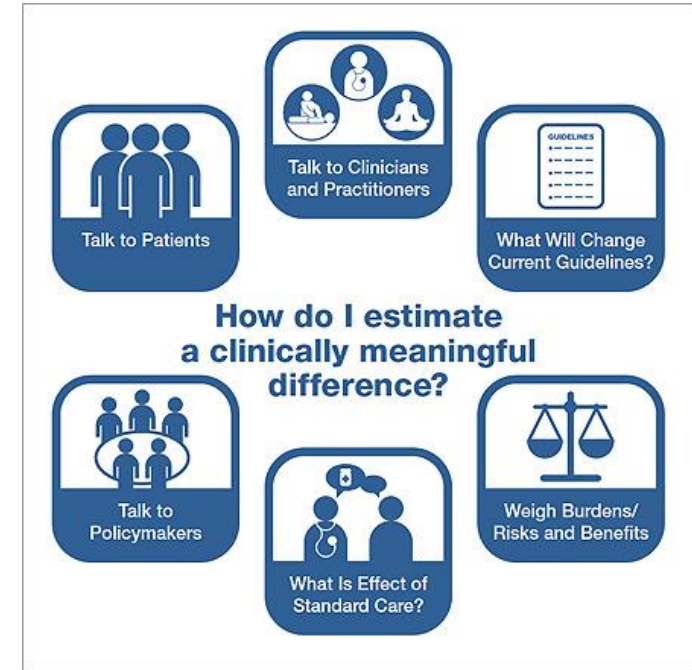 Talk to Clinicians
and Practitioners
Talk to Patients
GUIDELINES
What Will Change
Current Guidelines?
How do I estimate
a clinically meaningful
difference?
Talk to
Policymakers
What Is Effect of
Standard Care?
Weigh Burdens/
Risks and Benefits